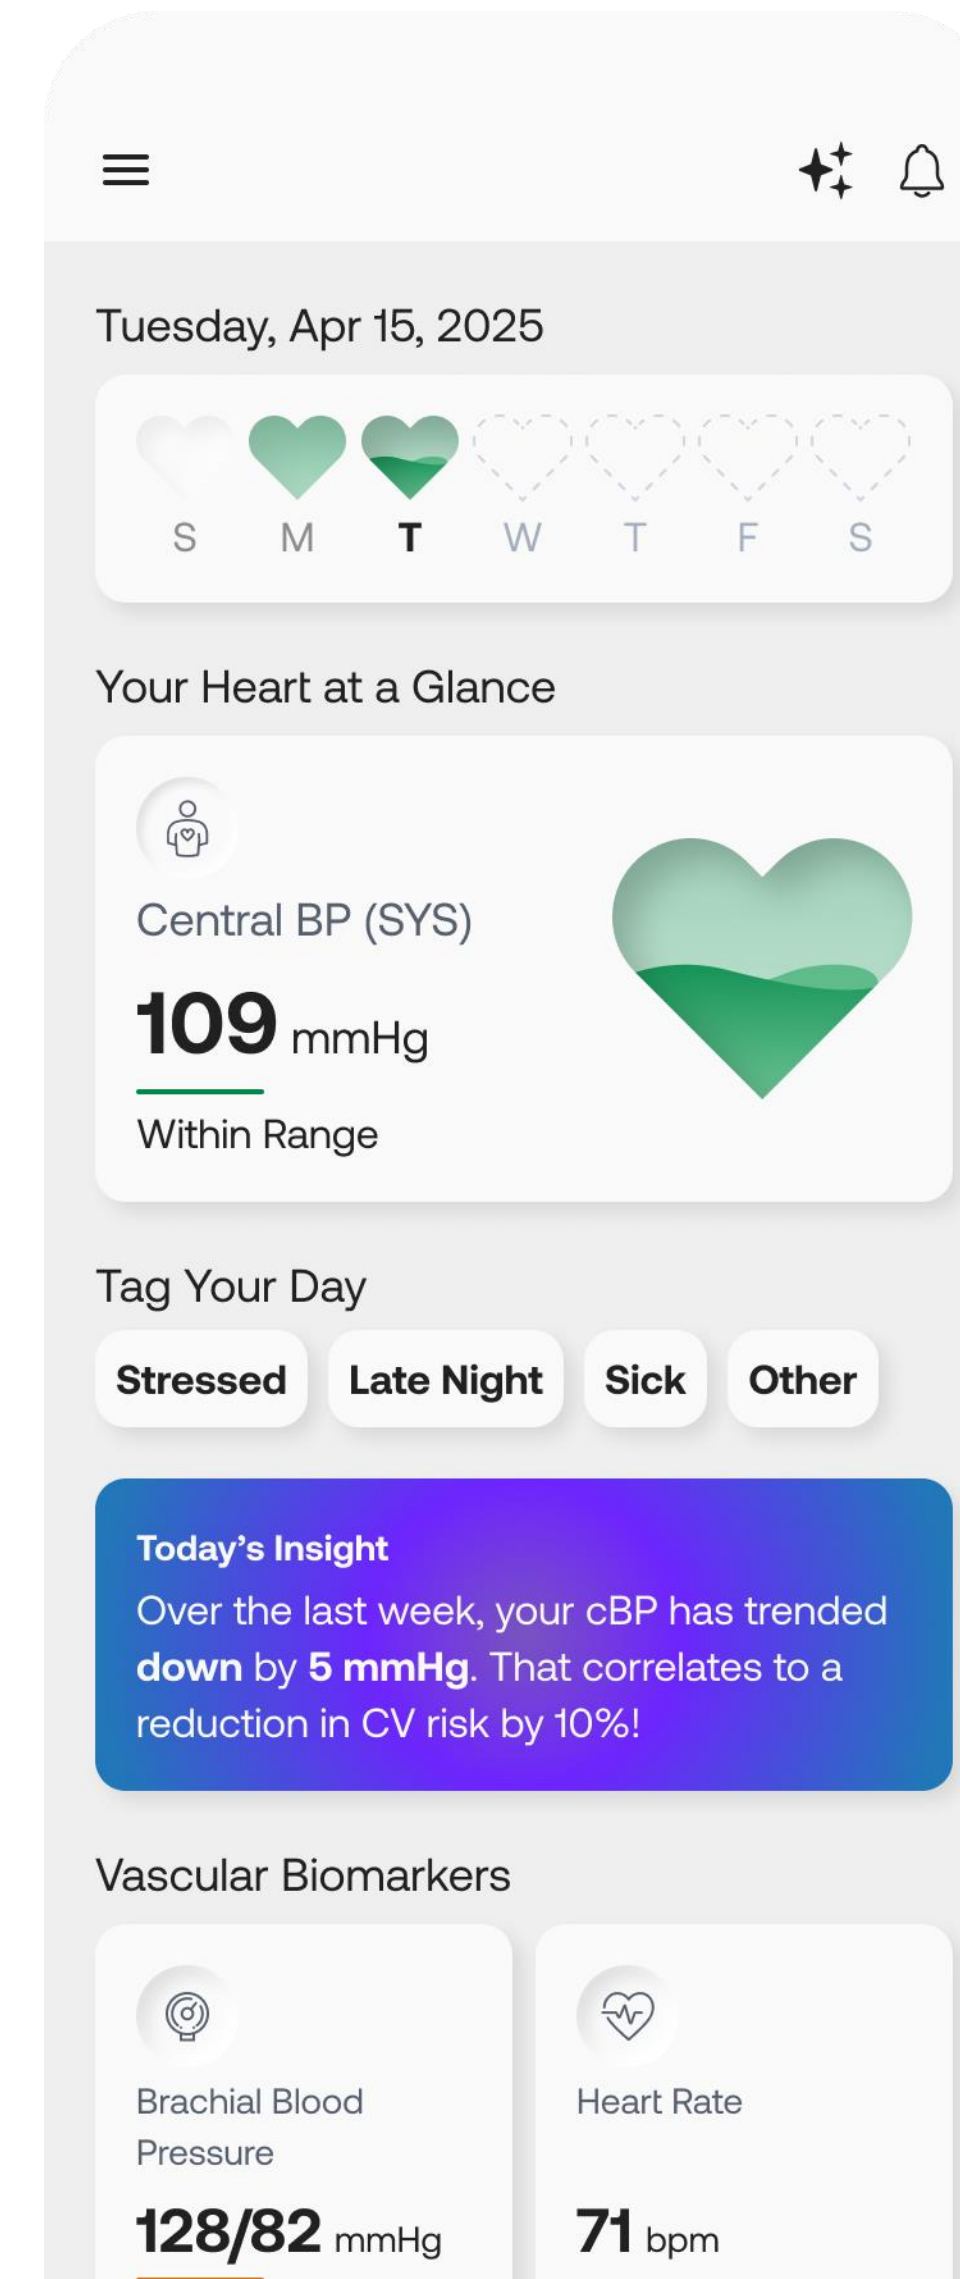 Tuesday, Apr 15, 2025
S M T W T F S
Your Heart at a Glance
Central BP (SYS)
109 mmHg
Within Range
Tag Your Day
Stressed Late Night Sick Other
Today’s Insight
Over the last week, your cBP has trended
down by 5 mmHg. That correlates to a
reduction in CV risk by 10%!
Vascular Biomarkers
Brachial Blood
Pressure
128/82 mmHg
Heart Rate
71 bpm